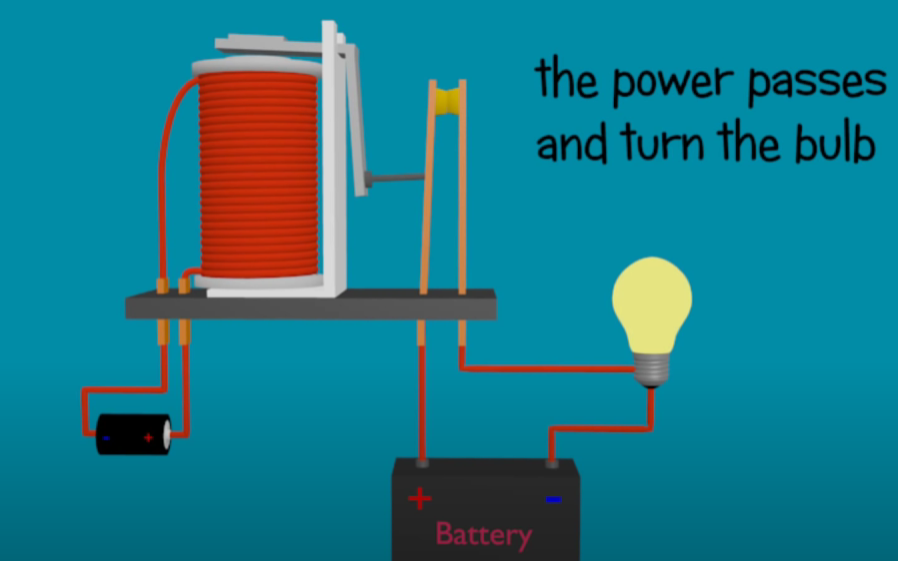 the power passes
and turn the bulb
- +
+ -
Battery